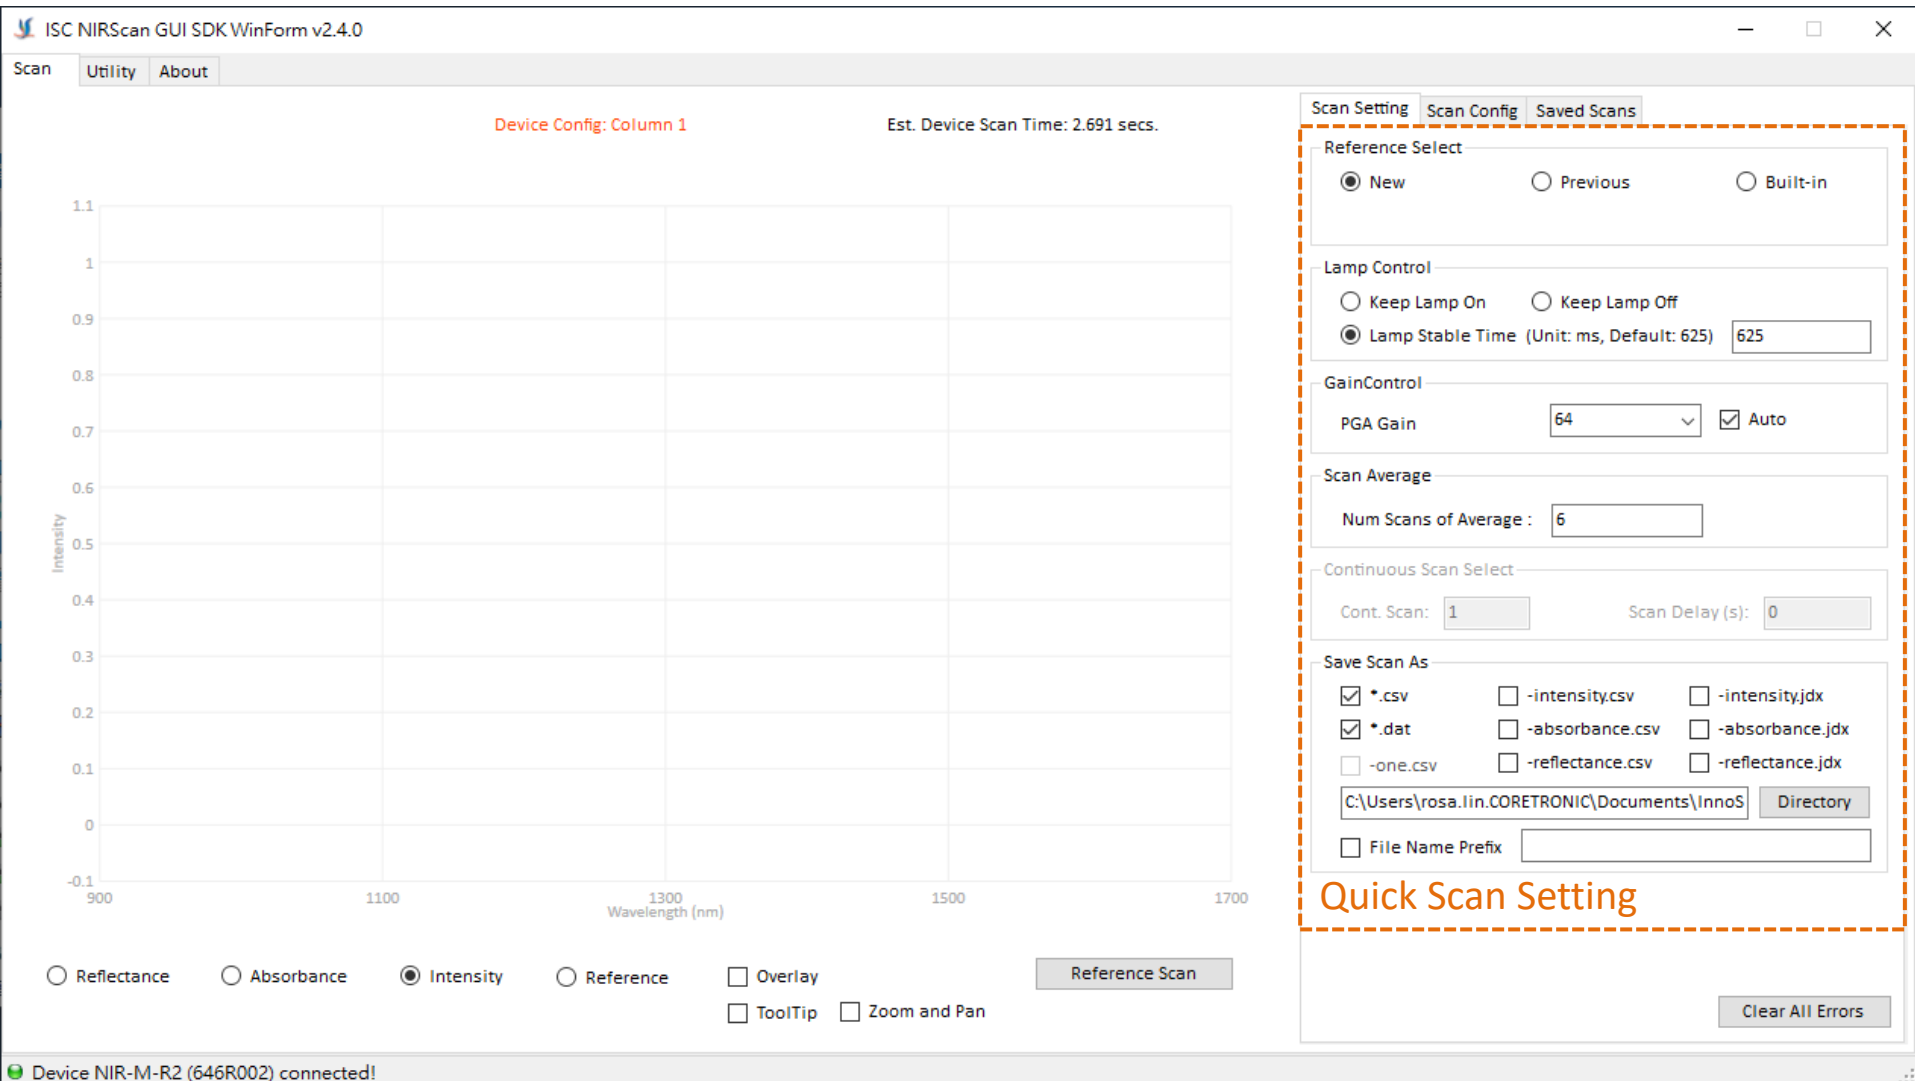 ISC NIRScan GUI SDK WinForm v2.4.0
Scan Utility About
Device Config: Column 1 Est. Device Scan Time: 2.691 secs.
1.1
1
0.9
0.8
0.7
0.6
0.5
0.4
0.3
0.2
0.1
0
-0.1
Intensity
900 1100 1300 1500 1700
Wavelength (nm)
Reflectance Absorbance Intensity Reference Overlay Reference Scan
ToolTip Zoom and Pan
Scan Setting Scan Config Saved Scans
Reference Select
New Previous Built-in
Lamp Control
Keep Lamp On Keep Lamp Off
Lamp Stable Time (Unit: ms, Default: 625) 625
GainControl
PGA Gain 64 Auto
Scan Average
Num Scans of Average : 6
Continuous Scan Select
Cont. Scan: 1 Scan Delay (s): 0
Save Scan As
*.csv -intensity.csv -intensity.jdx
*.dat -absorbance.csv -absorbance.jdx
-one.csv -reflectance.csv -reflectance.jdx
C:\Users\rosa.lin.CORETRONIC\Documents\InnoS Directory
File Name Prefix
Quick Scan Setting
Clear All Errors
Device NIR-M-R2 (646R002) connected!